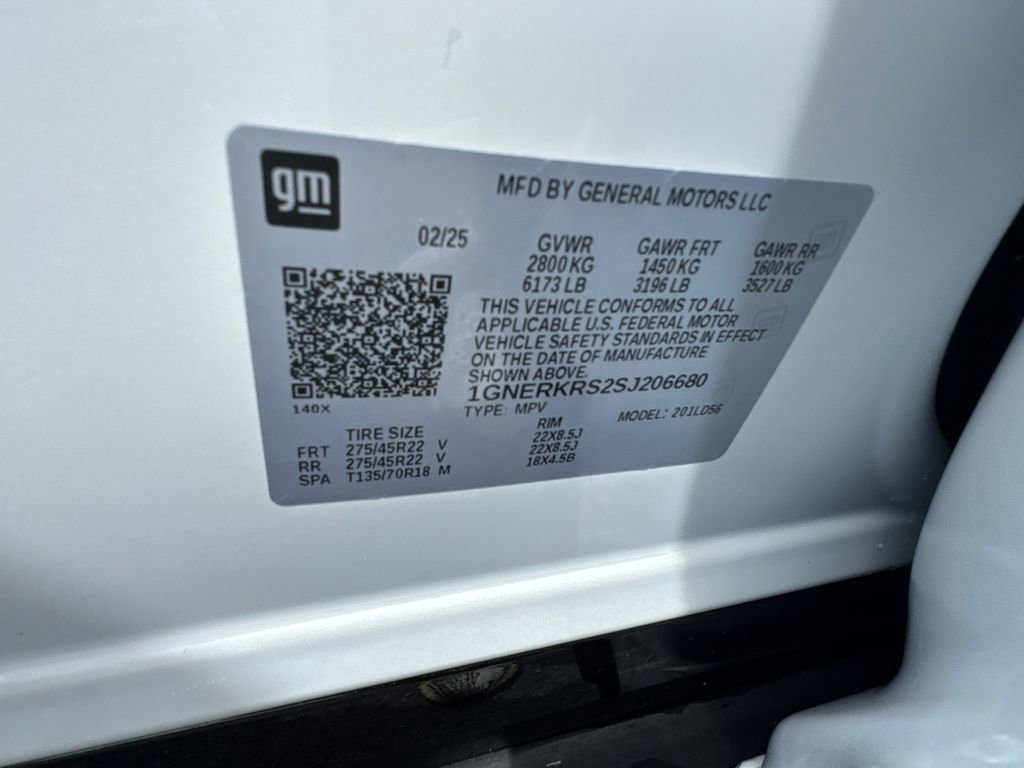 gm
MFD BY GENERAL MOTORS LLC
02/25
GVWR GAWR FRT GAWR RR
2800 KG 1450 KG 1600 KG
6173 LB 3196 LB 3527 LB
THIS VEHICLE CONFORMS TO ALL
APPLICABLE U.S. FEDERAL MOTOR
VEHICLE SAFETY STANDARDS IN EFFECT
ON THE DATE OF MANUFACTURE
SHOWN ABOVE.
1GNERKRS2SJ206680
140X
TYPE: MPV MODEL: 201LD56
TIRE SIZE RIM
FRT 275/45R22 V 22X8.5J
RR 275/45R22 V 22X8.5J
SPA T135/70R18 M 18X4.5B